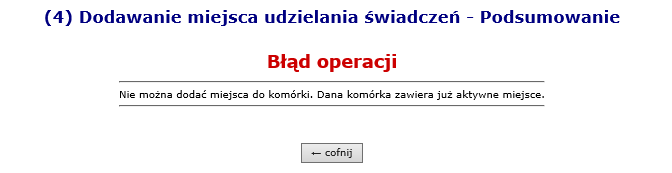 (4) Dodawanie miejsca udzielania świadczeń - Podsumowanie
Błąd operacji
Nie można dodać miejsca do komórki. Dana komórka zawiera już aktywne miejsce.
← cofnij